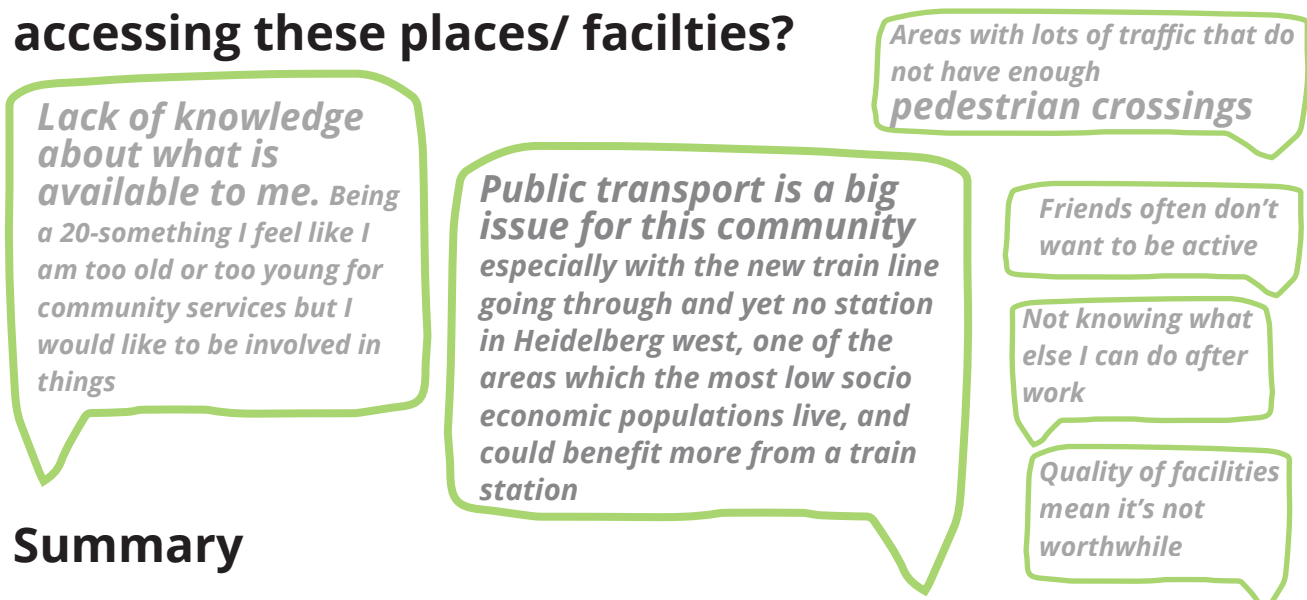 accessing these places/ facilties?
Lack of knowledge
about what is
available to me. Being
a 20-something I feel like I
am too old or too young for
community services but I
would like to be involved in
things
Public transport is a big
issue for this community
especially with the new train line
going through and yet no station
in Heidelberg west, one of the
areas which the most low socio
economic populations live, and
could benefit more from a train
station
Areas with lots of traffic that do
not have enough
pedestrian crossings
Friends often don’t
want to be active
Not knowing what
else I can do after
work
Quality of facilities
mean it’s not
worthwhile
Summary